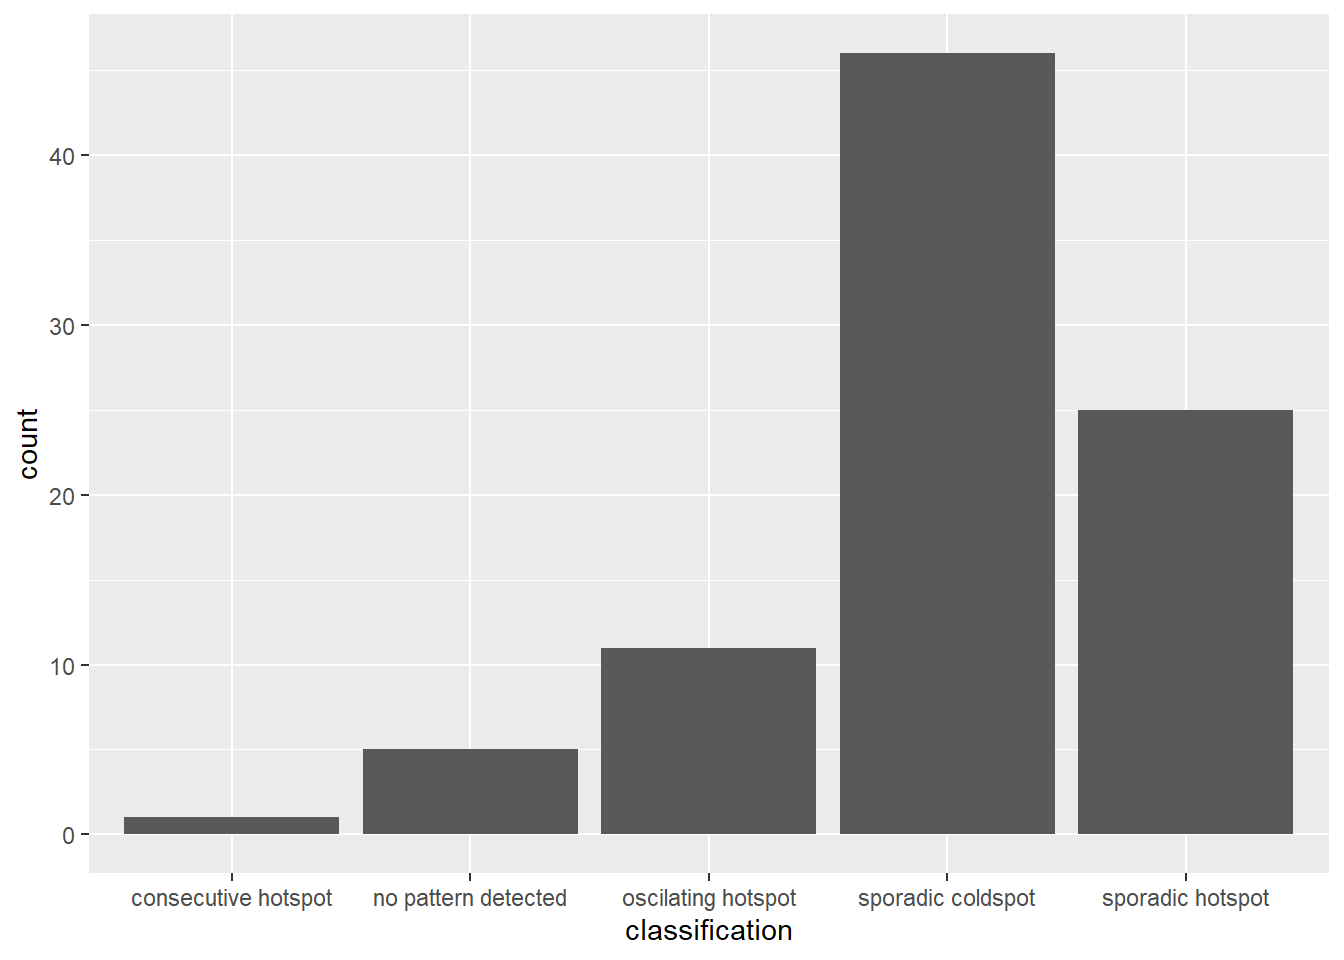 count
40
30
20
10
0
consecutive hotspot
no pattern detected
oscilating hotspot
sporadic coldspot
sporadic hotspot
classification